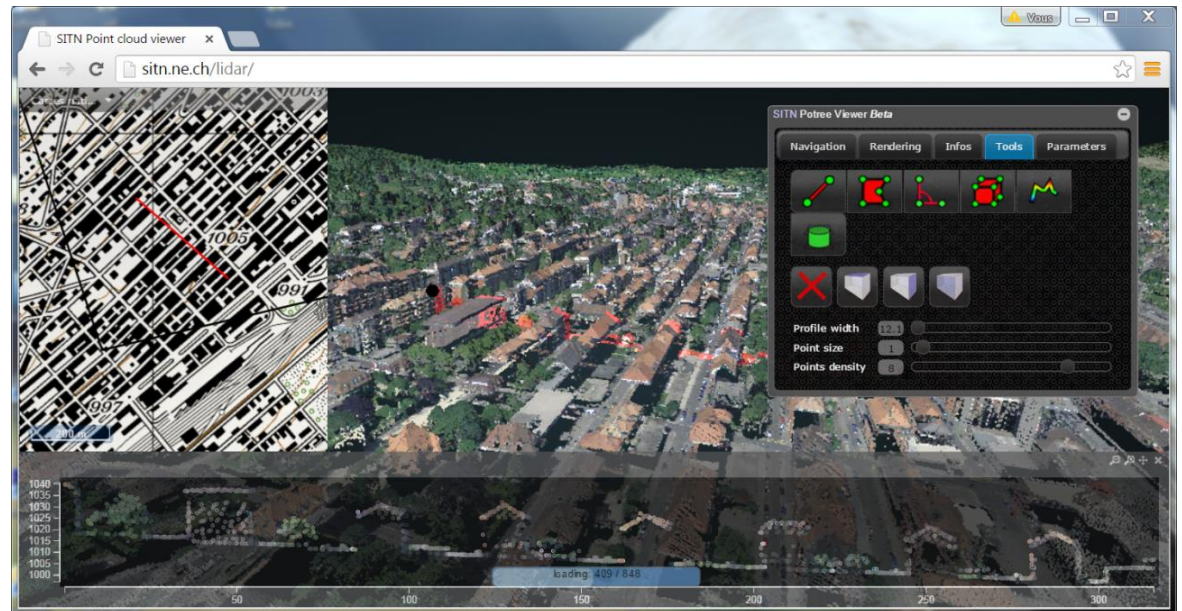 Vous
SITN Point cloud viewer
sitn.ne.ch/lidar/
1003
1005
991
997
200 m
SITN Potree Viewer Beta
Navigation Rendering Infos Tools Parameters
Profile width 12.1
Point size 1
Points density 8
1040
1035
1030
1025
1020
1015
1010
1005
1000
loading: 409 / 848
50 100 150 200 250 300